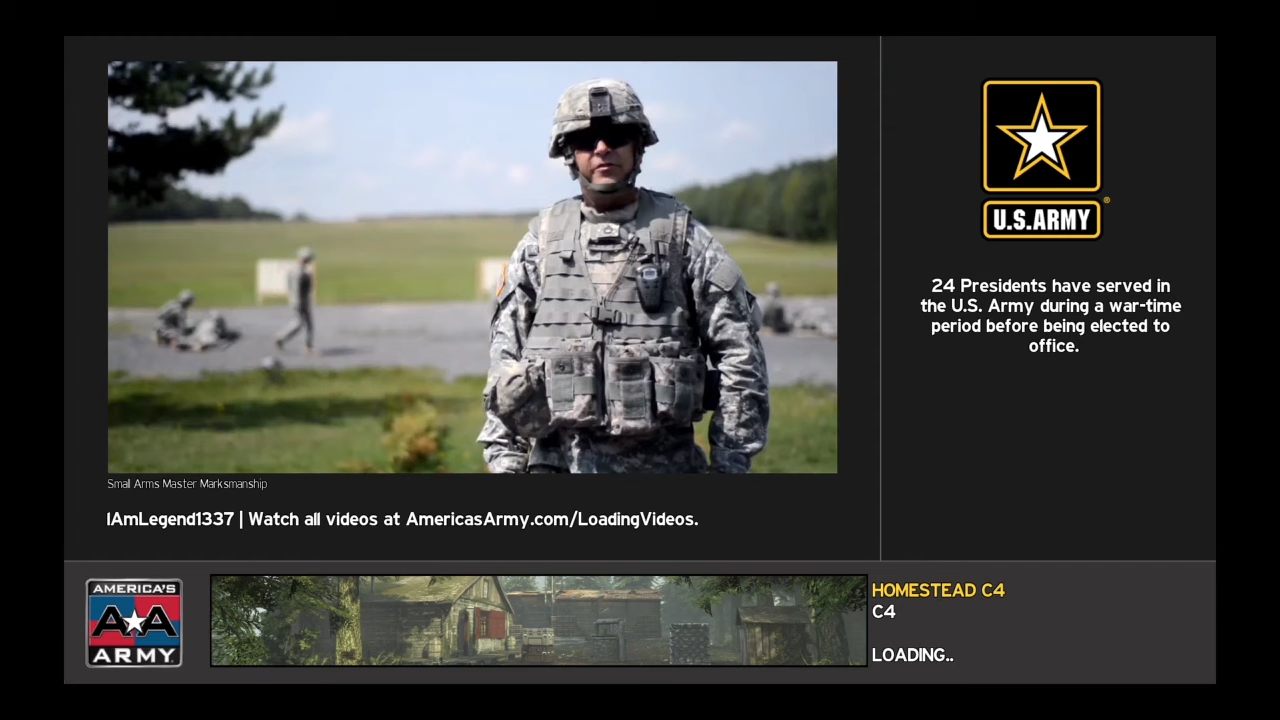 U.S.ARMY
®
24 Presidents have served in
the U.S. Army during a war-time
period before being elected to
office.
Small Arms Master Marksmanship
IAmLegend1337 | Watch all videos at AmericasArmy.com/LoadingVideos.
AMERICA'S
AA
ARMY
HOMESTEAD C4
C4
LOADING..